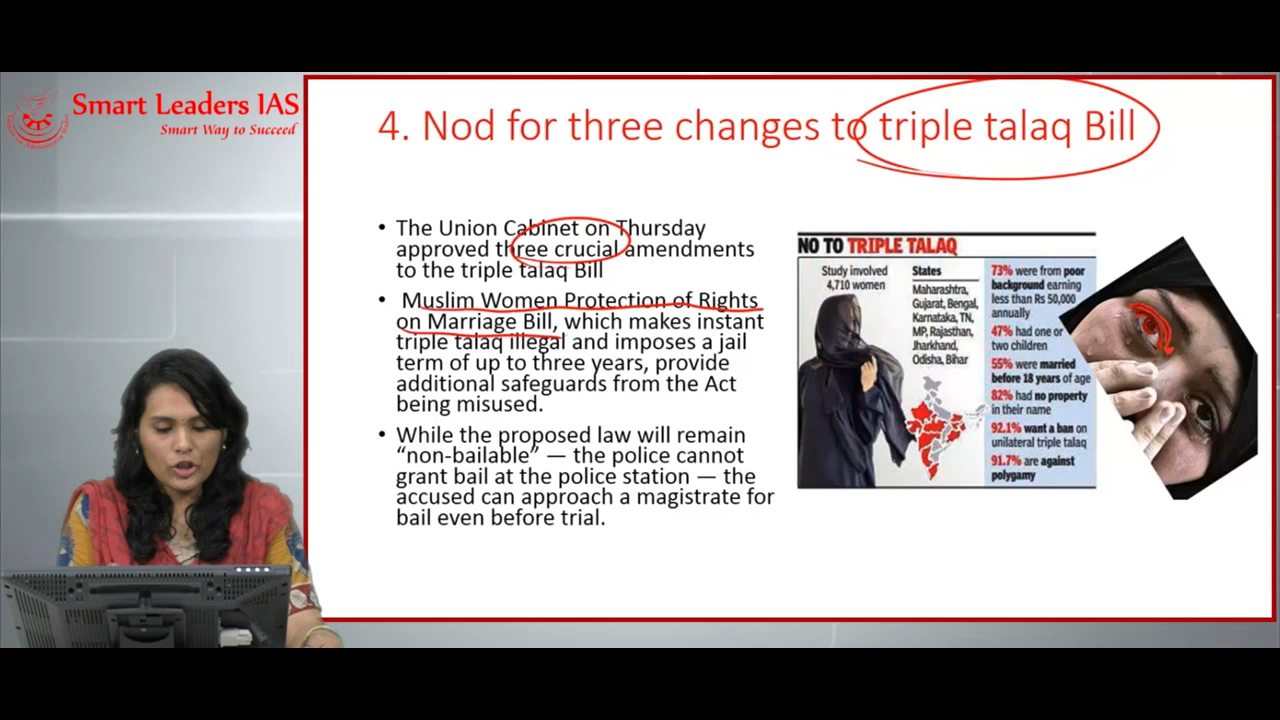 Smart Leaders IAS
Smart Way to Succeed
4. Nod for three changes to triple talaq Bill
• The Union Cabinet on Thursday
approved three crucial amendments
to the triple talaq Bill
• Muslim Women Protection of Rights
on Marriage Bill, which makes instant
triple talaq illegal and imposes a jail
term of up to three years, provide
additional safeguards from the Act
being misused.
• While the proposed law will remain
“non-bailable” — the police cannot
grant bail at the police station — the
accused can approach a magistrate for
bail even before trial.
NO TO TRIPLE TALAQ
Study involved
4,710 women
States
Maharashtra,
Gujarat, Bengal,
Karnataka, TN,
MP, Rajasthan,
Jharkhand,
Odisha, Bihar
73% were from poor
background earning
less than Rs 50,000
annually
47% had one or
two children
55% were married
before 18 years of age
82% had no property
in their name
92.1% want a ban on
unilateral triple talaq
91.7% are against
polygamy